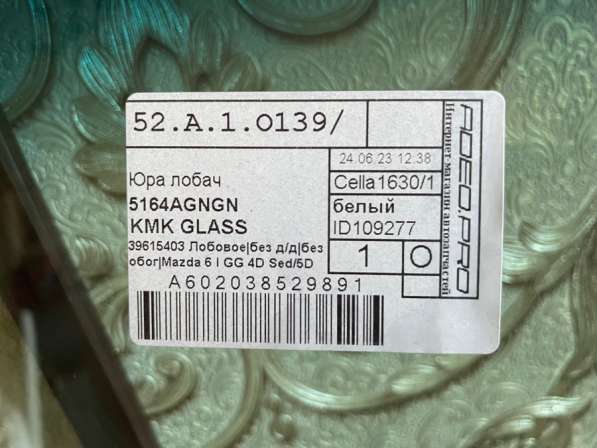 52.A.1.0139/
24.06.23 12:38
Юра лобач
Cella1630/1
5164AGNGN
белый
KMK GLASS
ID109277
39615403 Лобовое|без д/д|без
обог|Mazda 6 I GG 4D Sed/5D
1
O
A602038529891
ADEO.PRO
Интернет магазин автозапчастей